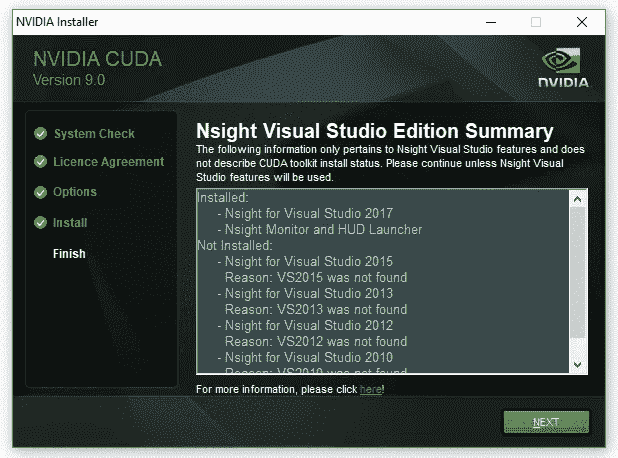 NVIDIA Installer
NVIDIA CUDA
Version 9.0
NVIDIA
System Check
Licence Agreement
Options
Install
Finish
Nsight Visual Studio Edition Summary
The following information only pertains to Nsight Visual Studio features and does
not describe CUDA toolkit install status. Please continue unless Nsight Visual
Studio features will be used.
Installed:
- Nsight for Visual Studio 2017
- Nsight Monitor and HUD Launcher
Not Installed:
- Nsight for Visual Studio 2015
Reason: VS2015 was not found
- Nsight for Visual Studio 2013
Reason: VS2013 was not found
- Nsight for Visual Studio 2012
Reason: VS2012 was not found
- Nsight for Visual Studio 2010
Reason: VS2010 was not found
For more information, please click here!
NEXT